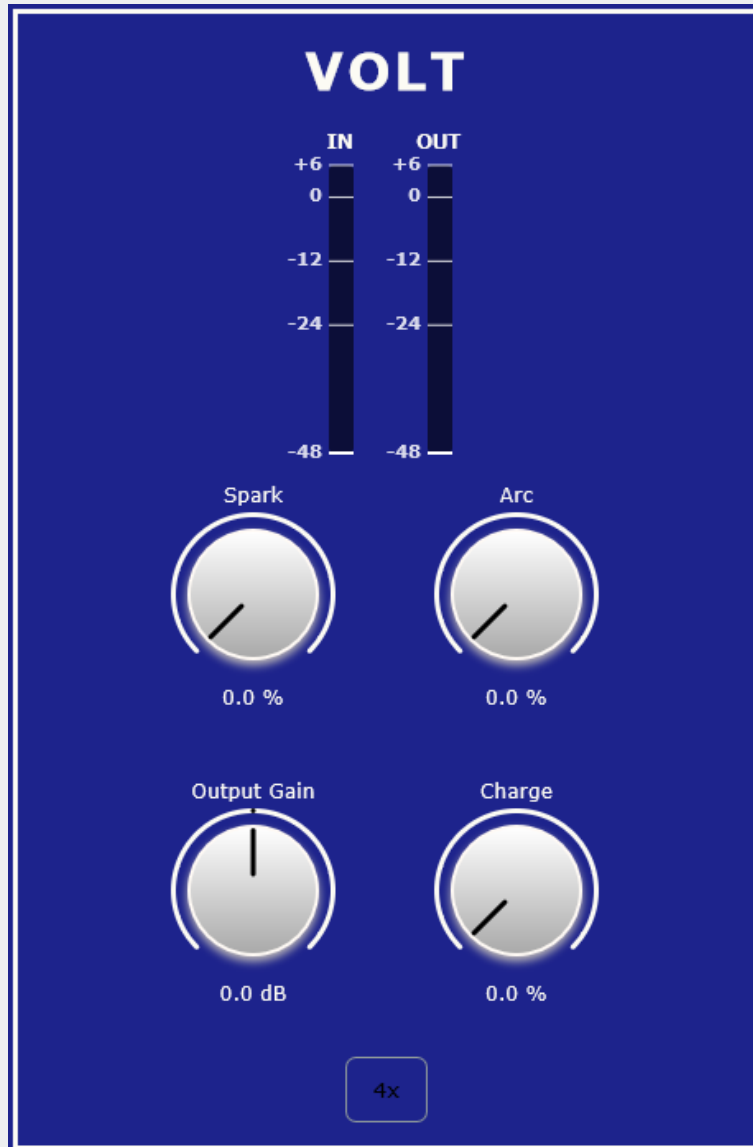 VOLT
IN OUT
+6 +6
0 0
-12 -12
-24 -24
-48 -48
Spark Arc
0.0 % 0.0 %
Output Gain Charge
0.0 dB 0.0 %
4x